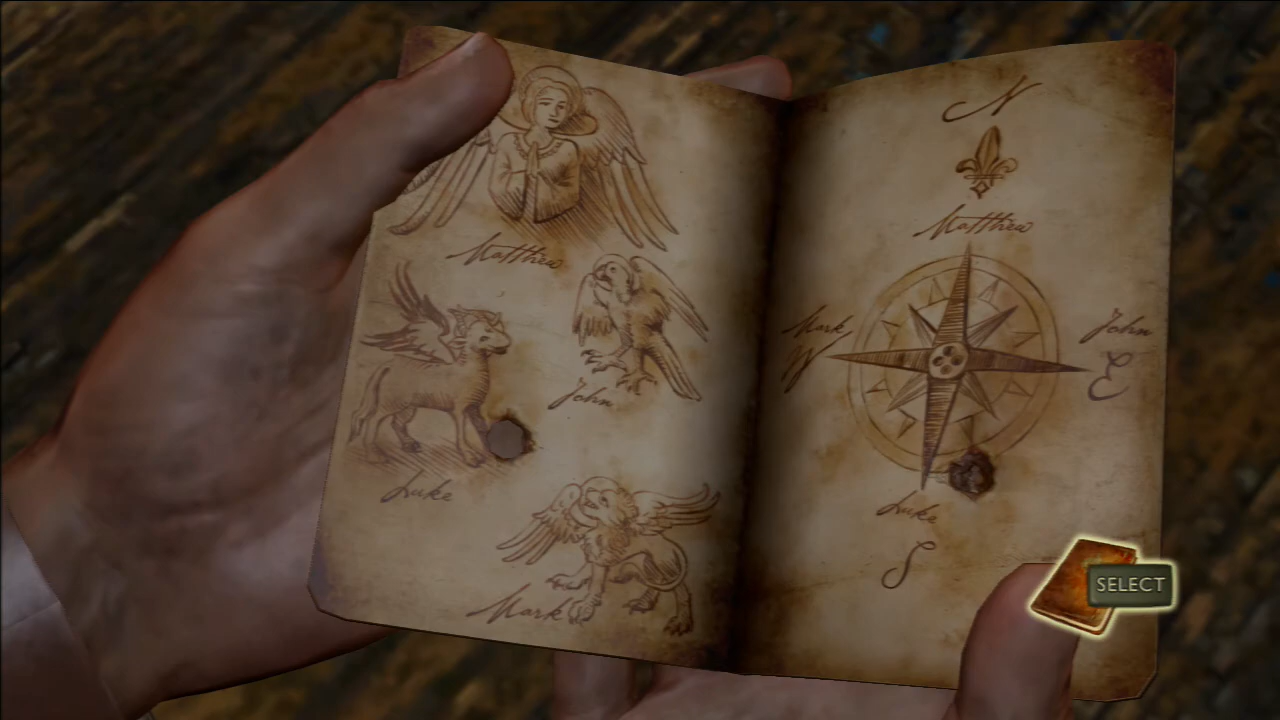 Matthew
John
Luke
Mark
N
Matthew
Mark
W
John
E
Luke
S
SELECT